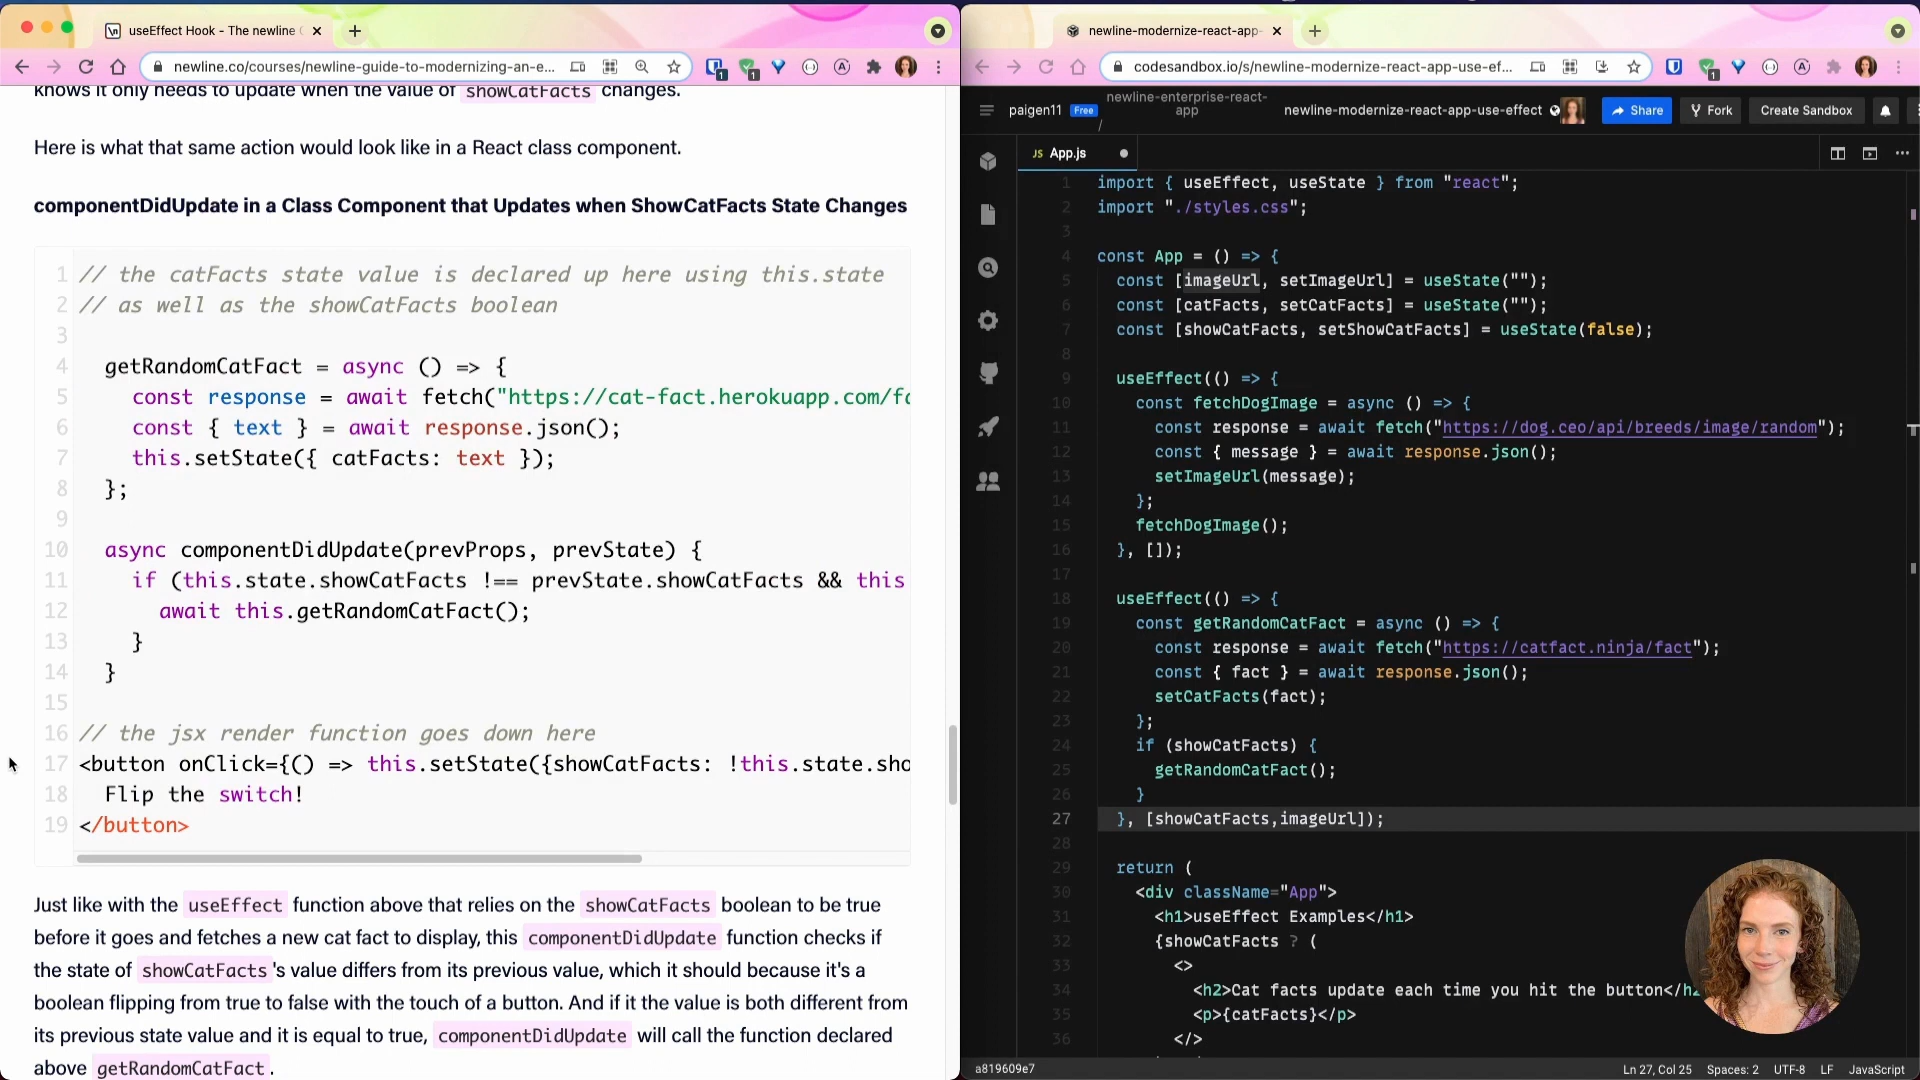 useEffect Hook - The newline
newline.co/courses/newline-guide-to-modernizing-an-e...
knows it only needs to update when the value of showCatFacts changes.
Here is what that same action would look like in a React class component.
componentDidUpdate in a Class Component that Updates when ShowCatFacts State Changes
1 // the catFacts state value is declared up here using this.state
2 // as well as the showCatFacts boolean
3
4 getRandomCatFact = async () => {
5 const response = await fetch("https://cat-fact.herokuapp.com/fa
6 const { text } = await response.json();
7 this.setState({ catFacts: text });
8 };
9
10 async componentDidUpdate(prevProps, prevState) {
11 if (this.state.showCatFacts !== prevState.showCatFacts && this
12 await this.getRandomCatFact();
13 }
14 }
15
16 // the jsx render function goes down here
17 <button onClick={() => this.setState({showCatFacts: !this.state.sho
18 Flip the switch!
19 </button>
Just like with the useEffect function above that relies on the showCatFacts boolean to be true
before it goes and fetches a new cat fact to display, this componentDidUpdate function checks if
the state of showCatFacts's value differs from its previous value, which it should because it's a
boolean flipping from true to false with the touch of a button. And if it the value is both different from
its previous state value and it is equal to true, componentDidUpdate will call the function declared
above getRandomCatFact.
newline-modernize-react-app-
codesandbox.io/s/newline-modernize-react-app-use-ef...
paigen11 Free newline-enterprise-react-app / newline-modernize-react-app-use-effect Share Fork Create Sandbox
JS App.js
1 import { useEffect, useState } from "react";
2 import "./styles.css";
3
4 const App = () => {
5 const [imageUrl, setImageUrl] = useState("");
6 const [catFacts, setCatFacts] = useState("");
7 const [showCatFacts, setShowCatFacts] = useState(false);
8
9 useEffect(() => {
10 const fetchDogImage = async () => {
11 const response = await fetch("https://dog.ceo/api/breeds/image/random");
12 const { message } = await response.json();
13 setImageUrl(message);
14 };
15 fetchDogImage();
16 }, []);
17
18 useEffect(() => {
19 const getRandomCatFact = async () => {
20 const response = await fetch("https://catfact.ninja/fact");
21 const { fact } = await response.json();
22 setCatFacts(fact);
23 };
24 if (showCatFacts) {
25 getRandomCatFact();
26 }
27 }, [showCatFacts,imageUrl]);
28
29 return (
30 <div className="App">
31 <h1>useEffect Examples</h1>
32 {showCatFacts ? (
33 <>
34 <h2>Cat facts update each time you hit the button</h2
35 <p>{catFacts}</p>
36 </>
a819609e7 Ln 27, Col 25 Spaces: 2 UTF-8 LF JavaScript